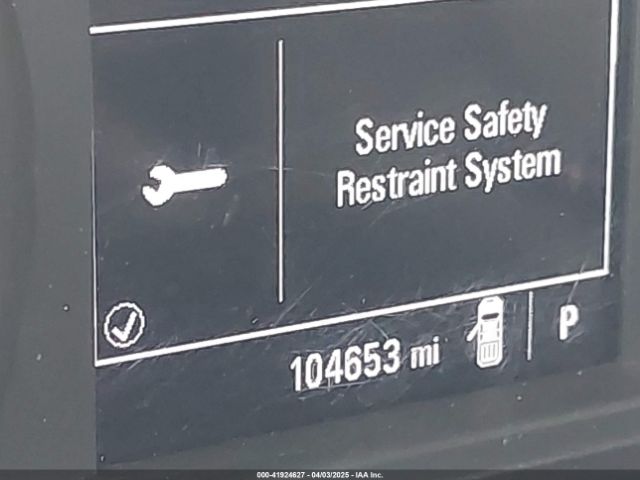 Service Safety
Restraint System
104653 mi
P
000-41924627 - 04/03/2025 - IAA Inc.